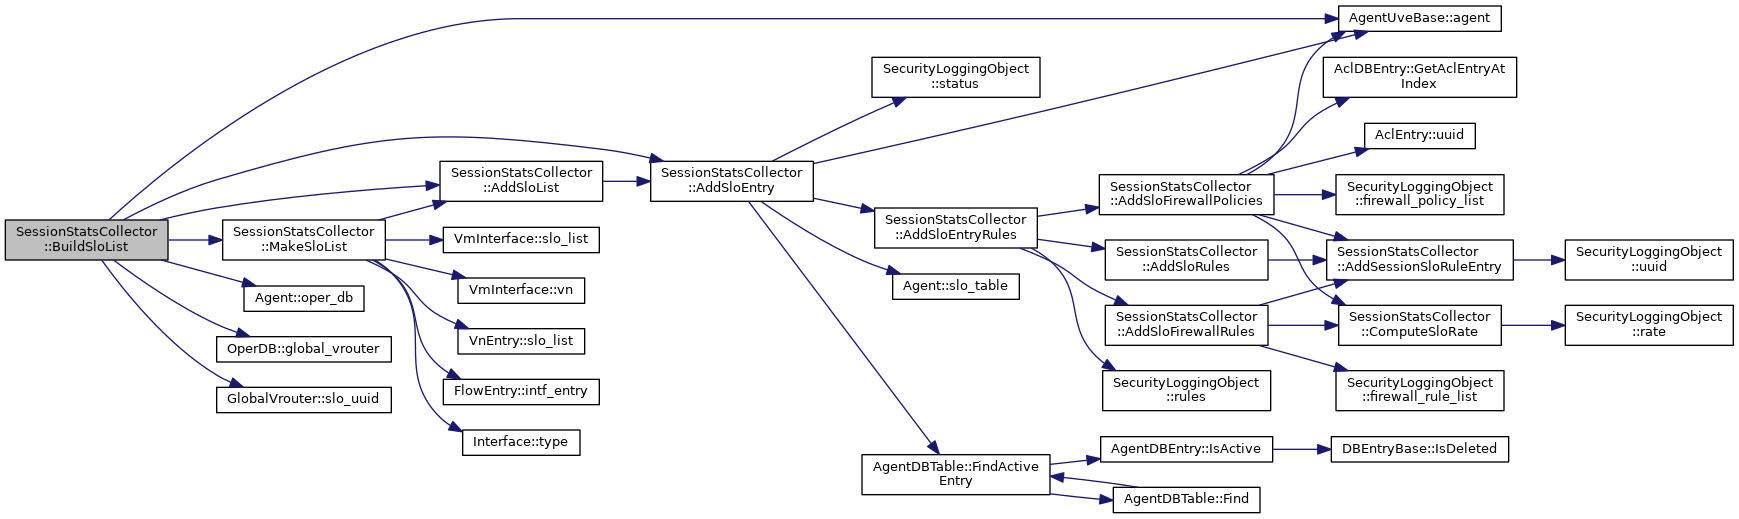 SessionStatsCollector
::BuildSloList
SessionStatsCollector
::AddSloList
SessionStatsCollector
::MakeSloList
Agent::oper_db
OperDB::global_vrouter
GlobalVrouter::slo_uuid
VmInterface::slo_list
VmInterface::vn
VnEntry::slo_list
FlowEntry::intf_entry
Interface::type
SessionStatsCollector
::AddSloEntry
SecurityLoggingObject
::status
SessionStatsCollector
::AddSloEntryRules
Agent::slo_table
AgentDBTable::FindActive
Entry
SessionStatsCollector
::AddSloFirewallPolicies
SessionStatsCollector
::AddSloRules
SessionStatsCollector
::AddSloFirewallRules
SecurityLoggingObject
::rules
AgentDBEntry::IsActive
AgentDBTable::Find
AgentUveBase::agent
AclDBEntry::GetAclEntryAt
Index
AclEntry::uuid
SecurityLoggingObject
::firewall_policy_list
SessionStatsCollector
::AddSessionSloRuleEntry
SessionStatsCollector
::ComputeSloRate
SecurityLoggingObject
::firewall_rule_list
DBEntryBase::IsDeleted
SecurityLoggingObject
::uuid
SecurityLoggingObject
::rate